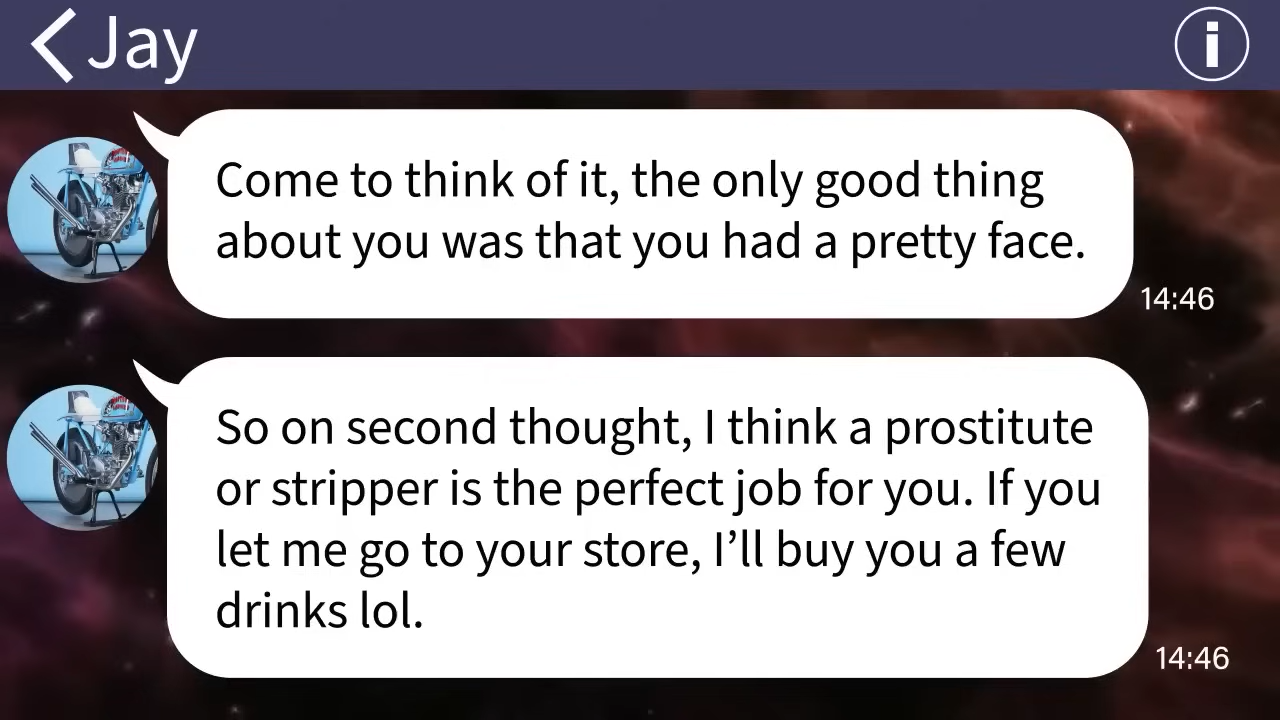 Jay
Come to think of it, the only good thing
about you was that you had a pretty face.
14:46
So on second thought, I think a prostitute
or stripper is the perfect job for you. If you
let me go to your store, I’ll buy you a few
drinks lol.
14:46